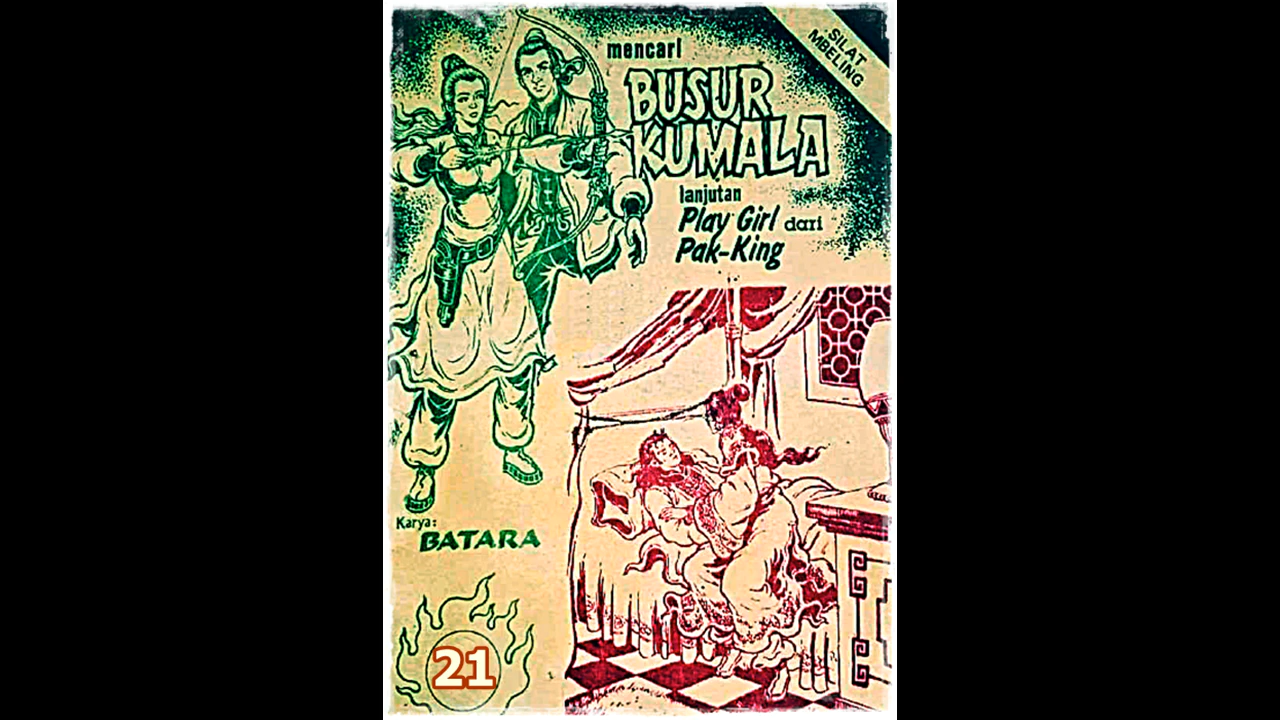 SILAT
MBELING
mencari
BUSUR
KUMALA
lanjutan
Play Girl dari
Pak-King
Karya:
BATARA
21